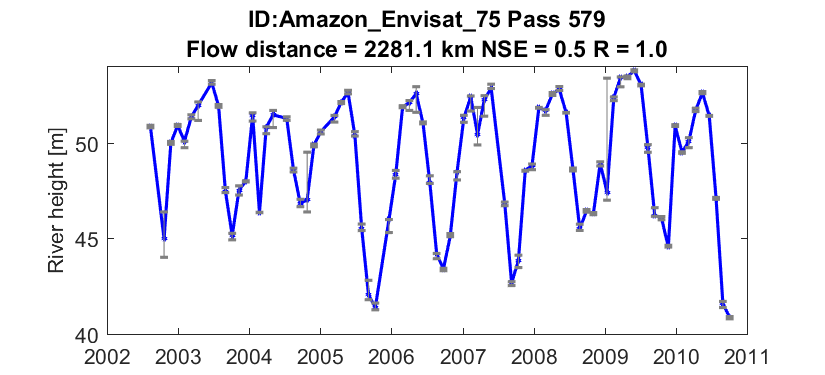 ID:Amazon_Envisat_75 Pass 579
Flow distance = 2281.1 km NSE = 0.5 R = 1.0
River height [m]
50
45
40
2002 2003 2004 2005 2006 2007 2008 2009 2010 2011